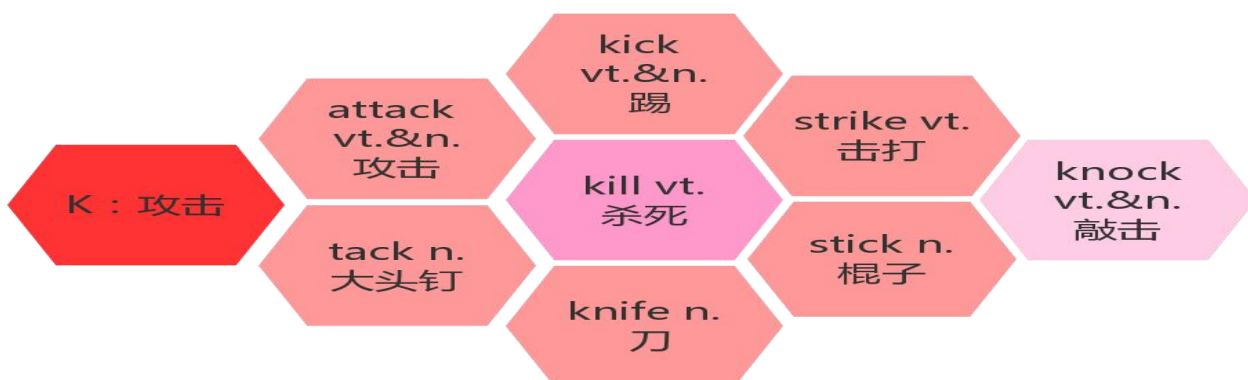 K：攻击
attack
vt.&n.
攻击
tack n.
大头钉
kick
vt.&n.
踢
kill vt.
杀死
knife n.
刀
strike vt.
击打
stick n.
棍子
knock
vt.&n.
敲击